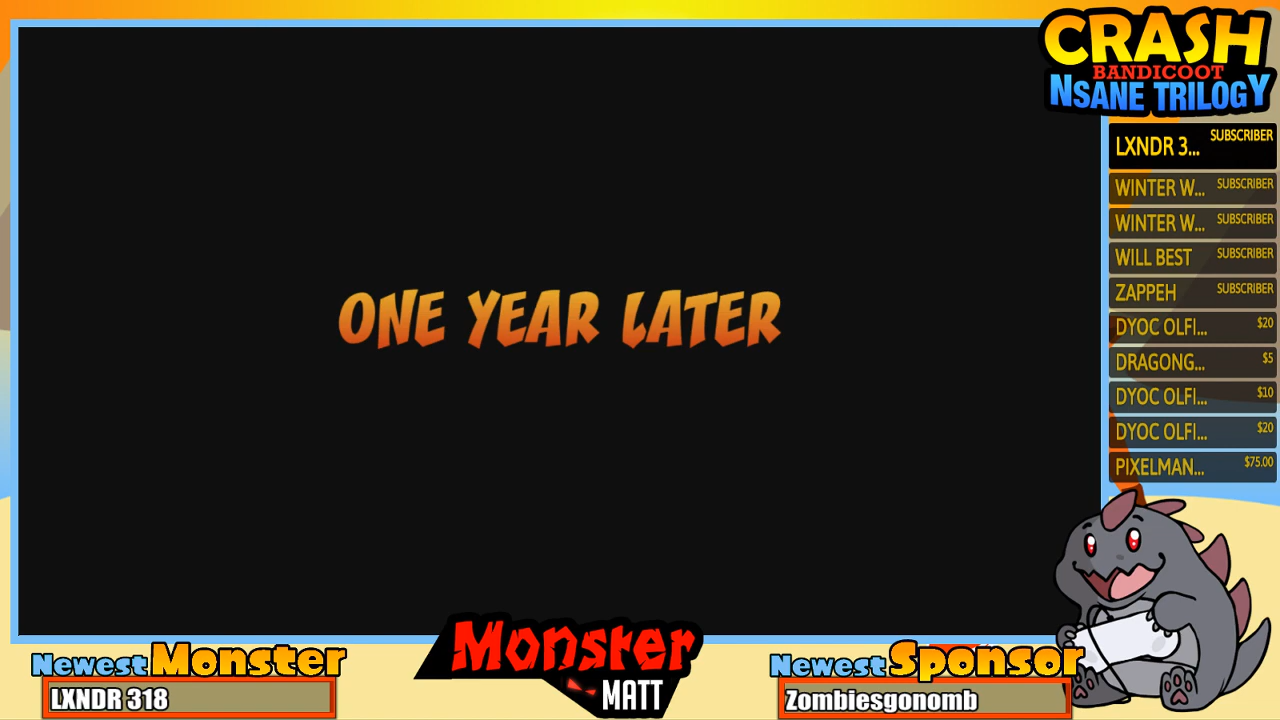 CRASH
BANDICOOT
NSANE TRILOGY
LXNDR 3... SUBSCRIBER
WINTER W... SUBSCRIBER
WINTER W... SUBSCRIBER
WILL BEST SUBSCRIBER
ZAPPEH SUBSCRIBER
DYOC OLFI... $20
DRAGONG... $5
DYOC OLFI... $10
DYOC OLFI... $20
PIXELMAN... $75.00
ONE YEAR LATER
Newest Monster
LXNDR 318
Monster
MATT
Newest Sponsor
Zombiesgonomb